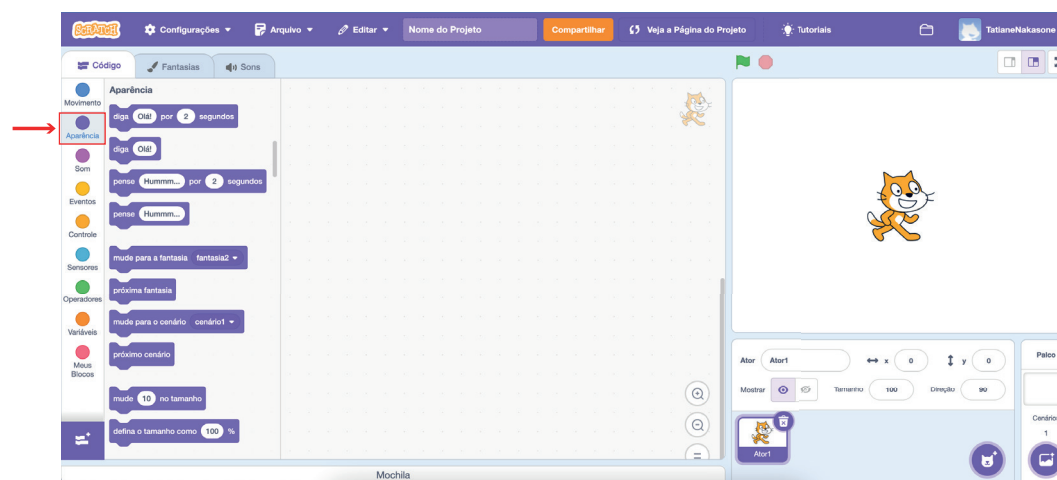 SCRATCH Configurações Arquivo Editar Nome do Projeto Compartilhar Veja a Página do Projeto Tutoriais TatianeNakasone
Código Fantasias Sons
Movimento
Aparência
Som
Eventos
Controle
Sensores
Operadores
Variáveis
Meus
Blocos
Aparência
diga Olá! por 2 segundos
diga Olá!
pense Hummm... por 2 segundos
pense Hummm...
mude para a fantasia fantasia2
próxima fantasia
mude para o cenário cenário1
próximo cenário
mude 10 no tamanho
defina o tamanho como 100 %
Mochila
Ator Ator1 x 0 y 0
Mostrar Tamanho 100 Direção 90
Ator1
Palco
Cenários
1